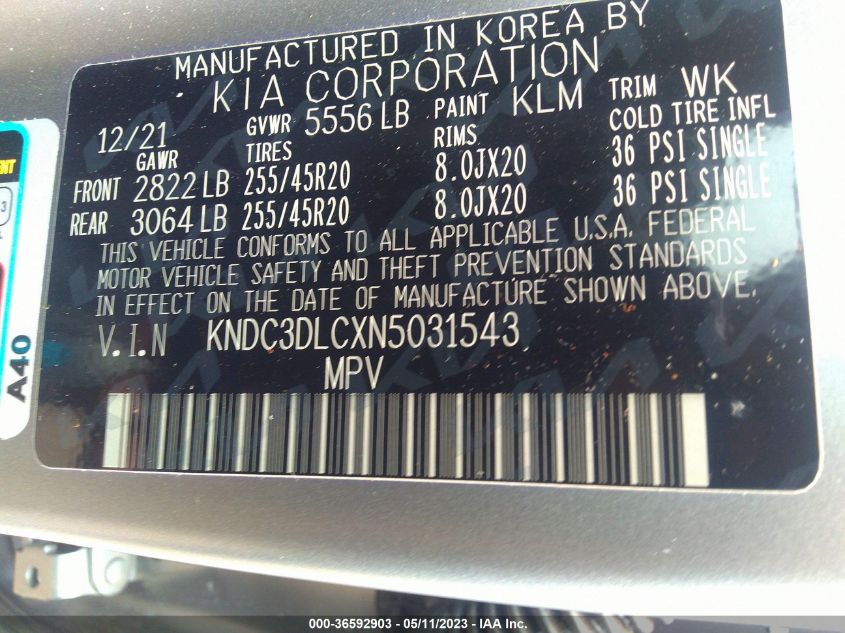 MANUFACTURED IN KOREA BY
KIA CORPORATION
12/21 GVWR 5556 LB PAINT KLM TRIM WK
GAWR TIRES RIMS COLD TIRE INFL
FRONT 2822 LB 255/45R20 8.0JX20 36 PSI SINGLE
REAR 3064 LB 255/45R20 8.0JX20 36 PSI SINGLE
THIS VEHICLE CONFORMS TO ALL APPLICABLE U.S.A. FEDERAL
MOTOR VEHICLE SAFETY AND THEFT PREVENTION STANDARDS
IN EFFECT ON THE DATE OF MANUFACTURE SHOWN ABOVE.
V.I.N KNDC3DLCXN5031543
MPV
A40
000-36592903 - 05/11/2023 - IAA Inc.